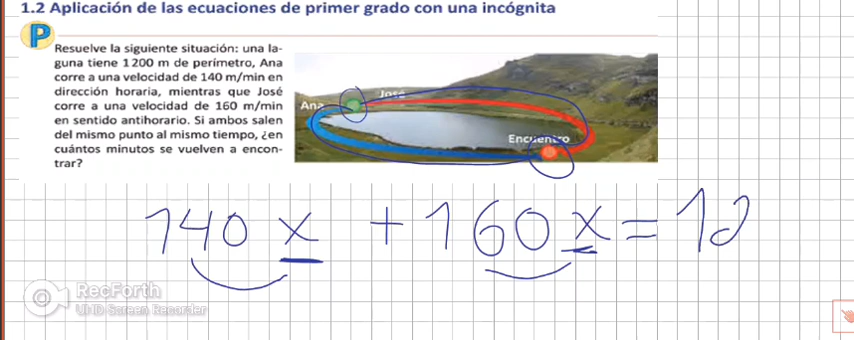 1.2 Aplicación de las ecuaciones de primer grado con una incógnita
P
Resuelve la siguiente situación: una la-
guna tiene 1200 m de perímetro, Ana
corre a una velocidad de 140 m/min en
dirección horaria, mientras que José
corre a una velocidad de 160 m/min
en sentido antihorario. Si ambos salen
del mismo punto al mismo tiempo, ¿en
cuántos minutos se vuelven a encon-
trar?
José
Ana
Encuentro
140 x + 160 x = 12
RecForth
UHD Screen Recorder